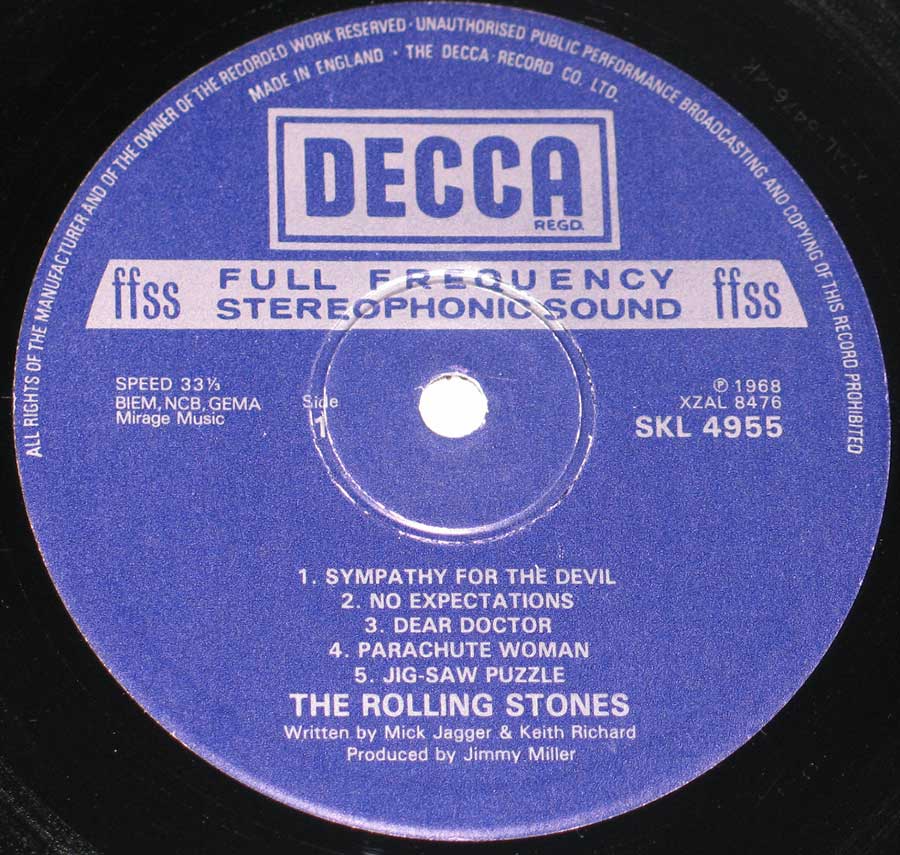 ALL RIGHTS OF THE MANUFACTURER AND OF THE OWNER OF THE RECORDED WORK RESERVED · UNAUTHORISED PUBLIC PERFORMANCE BROADCASTING AND COPYING OF THIS RECORD PROHIBITED
MADE IN ENGLAND · THE DECCA · RECORD CO. LTD.
DECCA
REGD.
ffss FULL FREQUENCY ffss
STEREOPHONIC SOUND
SPEED 33⅓
BIEM, NCB, GEMA
Mirage Music
Side
1
℗ 1968
XZAL 8476
SKL 4955
1. SYMPATHY FOR THE DEVIL
2. NO EXPECTATIONS
3. DEAR DOCTOR
4. PARACHUTE WOMAN
5. JIG-SAW PUZZLE
THE ROLLING STONES
Written by Mick Jagger & Keith Richard
Produced by Jimmy Miller